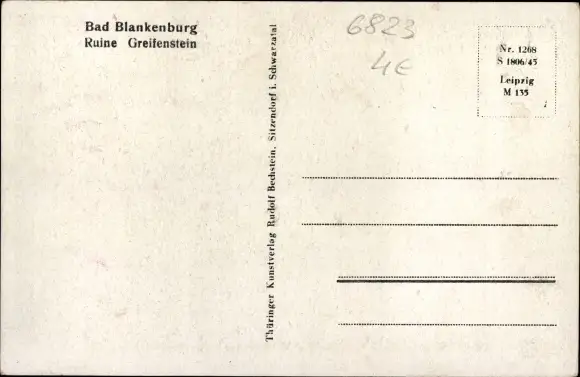 Bad Blankenburg
Ruine Greifenstein
Thüringer Kunstverlag Rudolf Bechstein, Sitzendorf i. Schwarzatal
6823
4€
Nr. 1268
S 1806/45
Leipzig
M 135